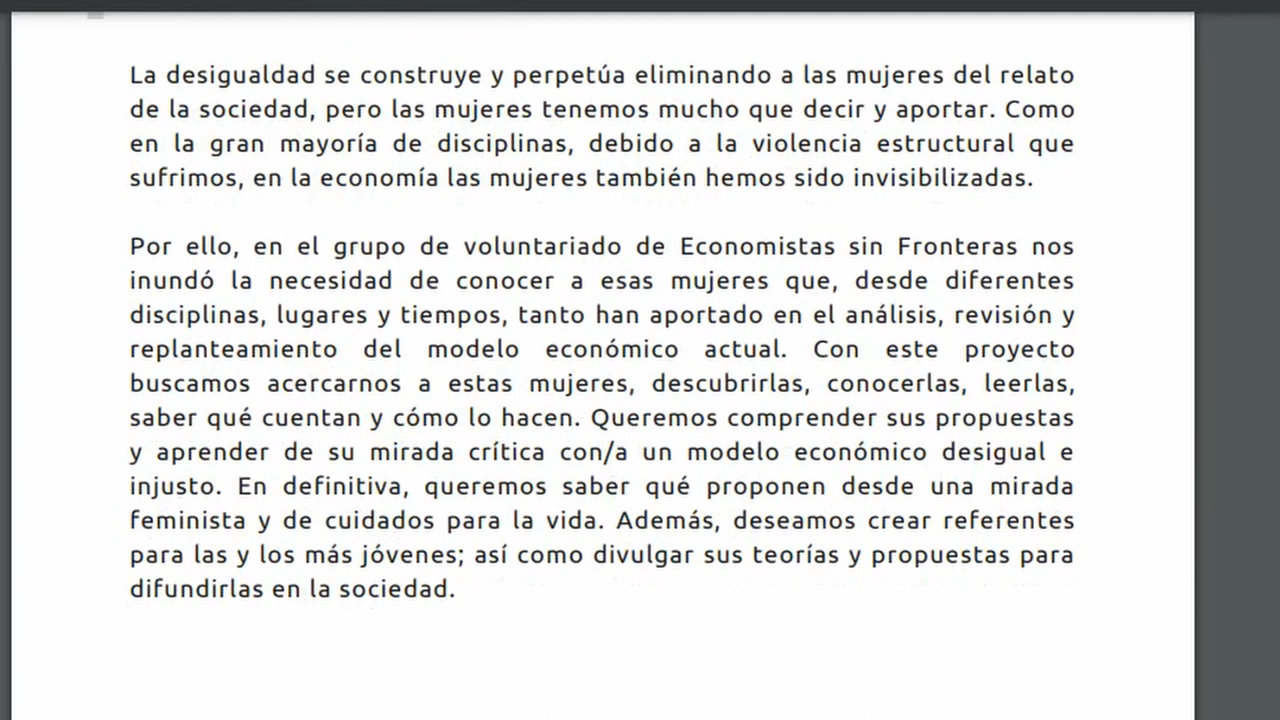 La desigualdad se construye y perpetúa eliminando a las mujeres del relato
de la sociedad, pero las mujeres tenemos mucho que decir y aportar. Como
en la gran mayoría de disciplinas, debido a la violencia estructural que
sufrimos, en la economía las mujeres también hemos sido invisibilizadas.
Por ello, en el grupo de voluntariado de Economistas sin Fronteras nos
inundó la necesidad de conocer a esas mujeres que, desde diferentes
disciplinas, lugares y tiempos, tanto han aportado en el análisis, revisión y
replanteamiento del modelo económico actual. Con este proyecto
buscamos acercarnos a estas mujeres, descubrirlas, conocerlas, leerlas,
saber qué cuentan y cómo lo hacen. Queremos comprender sus propuestas
y aprender de su mirada crítica con/a un modelo económico desigual e
injusto. En definitiva, queremos saber qué proponen desde una mirada
feminista y de cuidados para la vida. Además, deseamos crear referentes
para las y los más jóvenes; así como divulgar sus teorías y propuestas para
difundirlas en la sociedad.